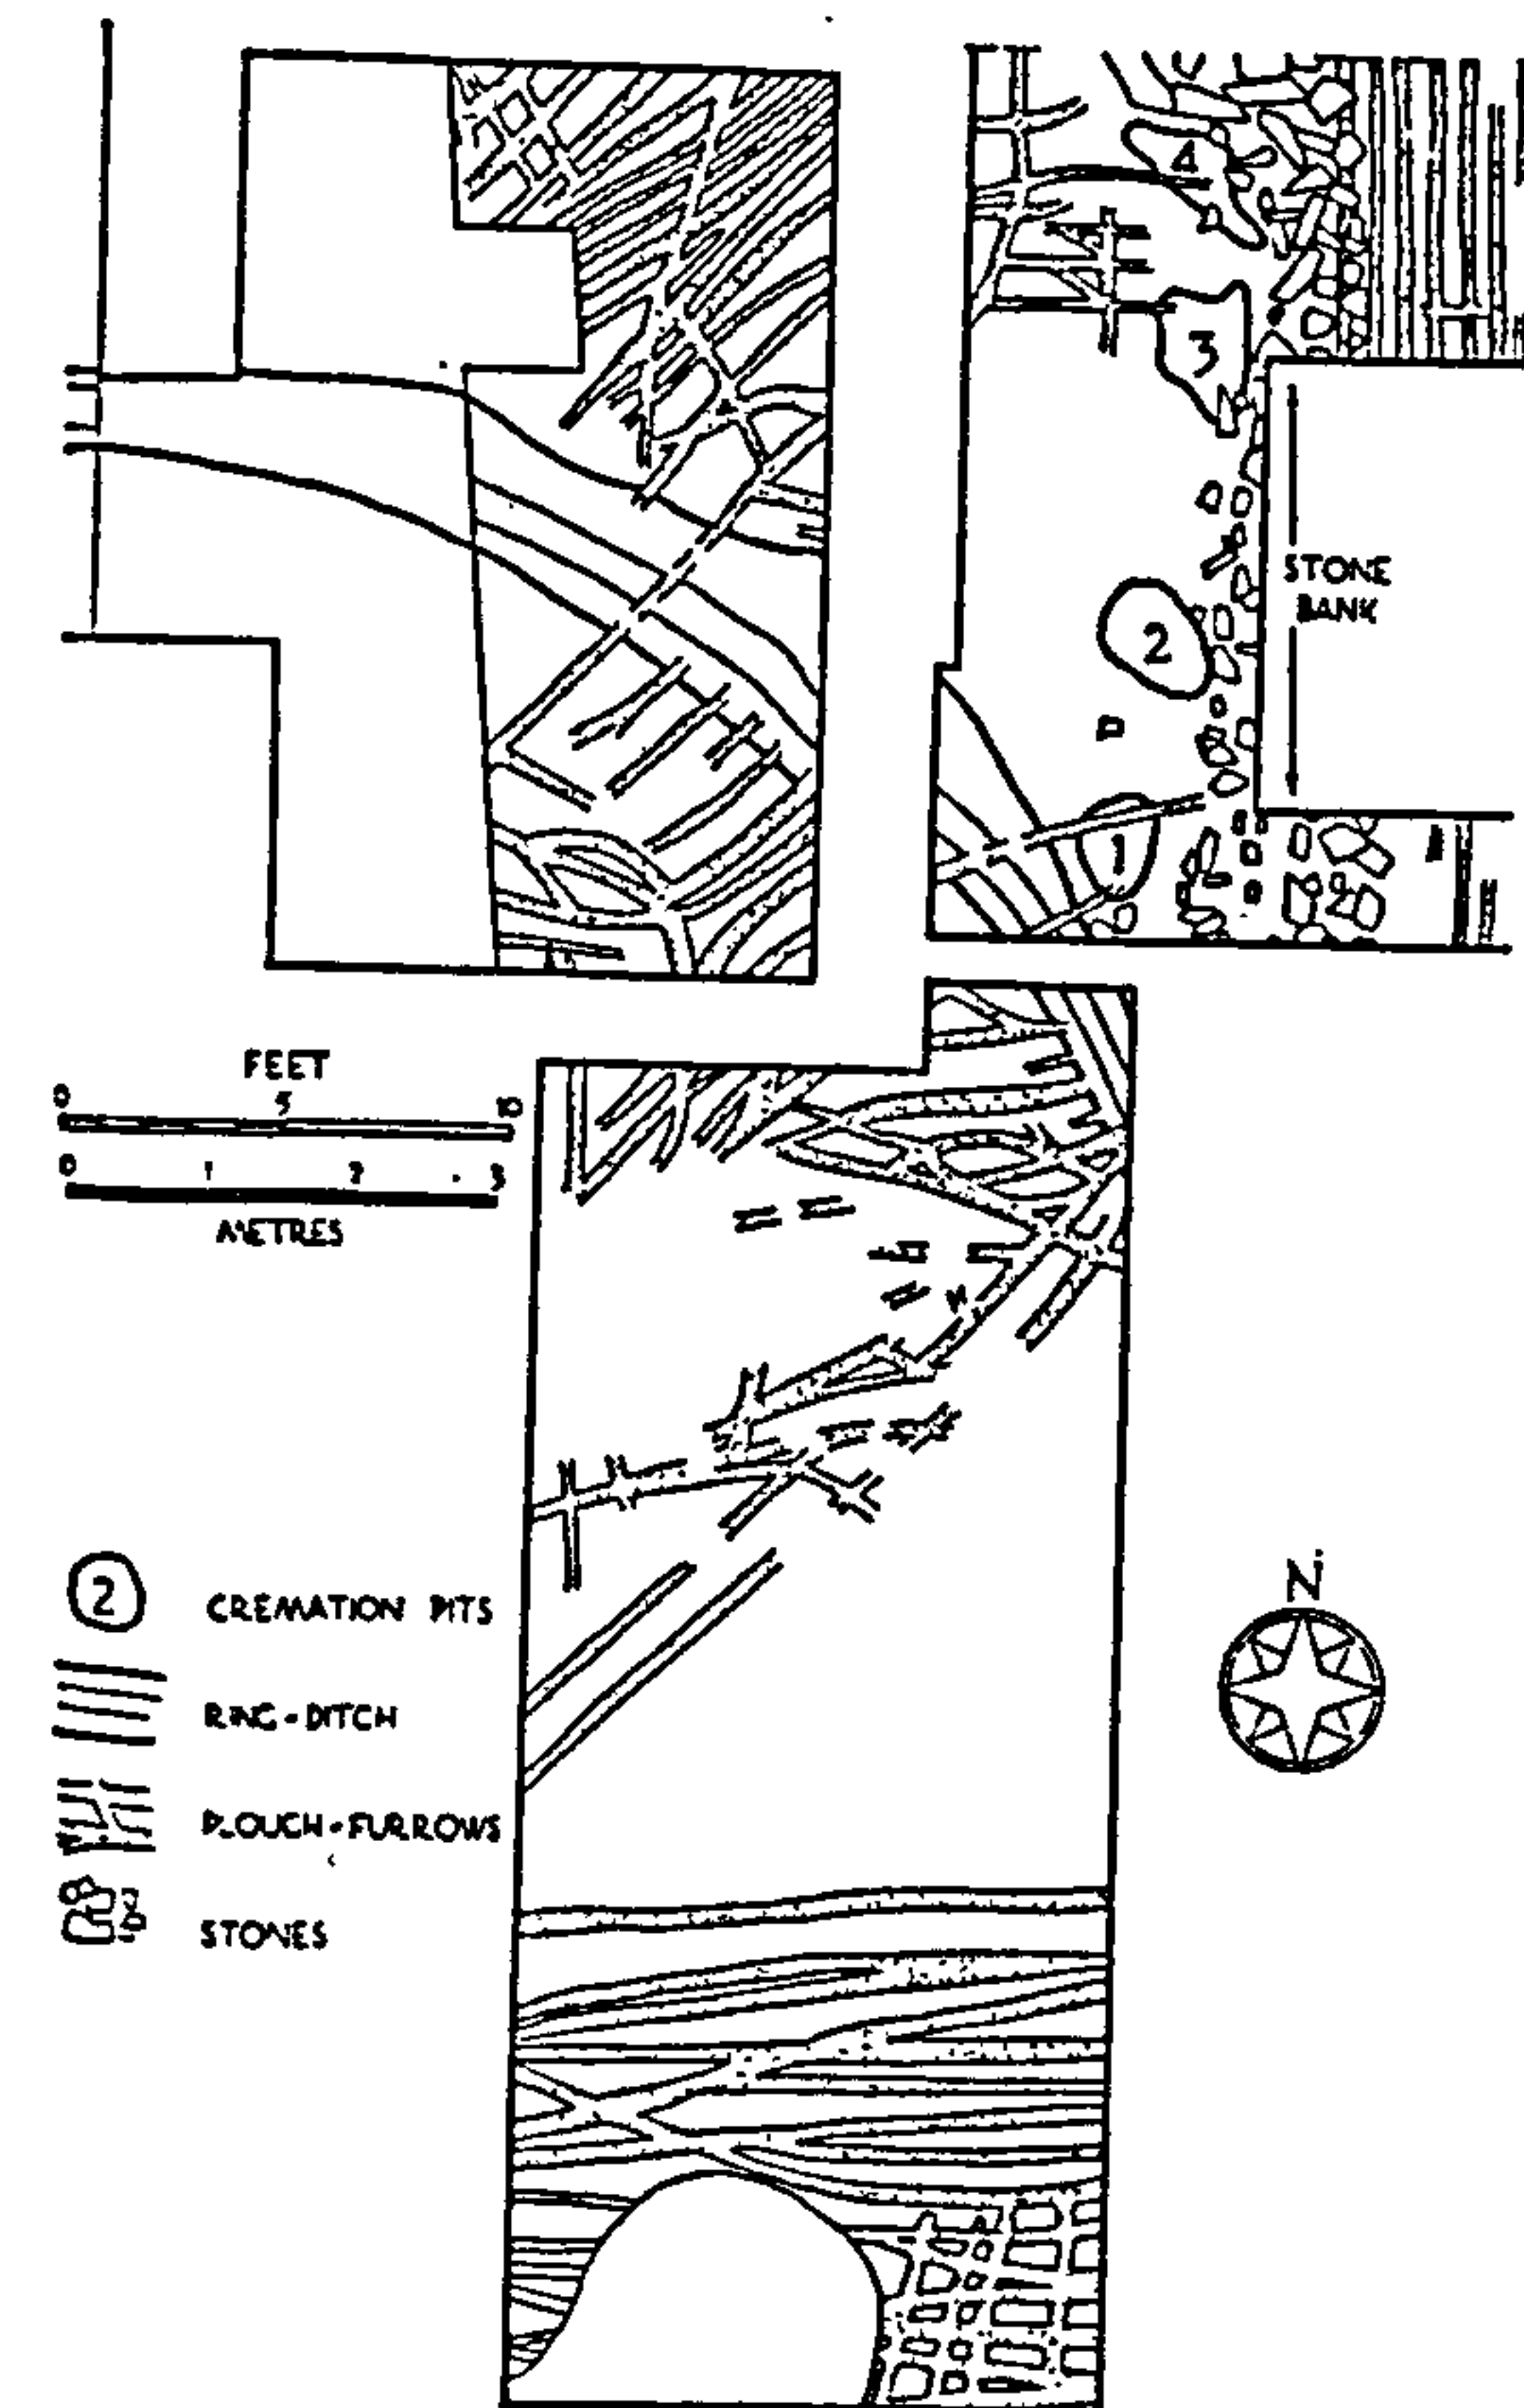 4
3
STONE
BANK
2
1
FEET
0 5 10
0 1 2 3
METRES
N
2 CREMATION PITS
RING-DITCH
PLOUGH-FURROWS
STONES